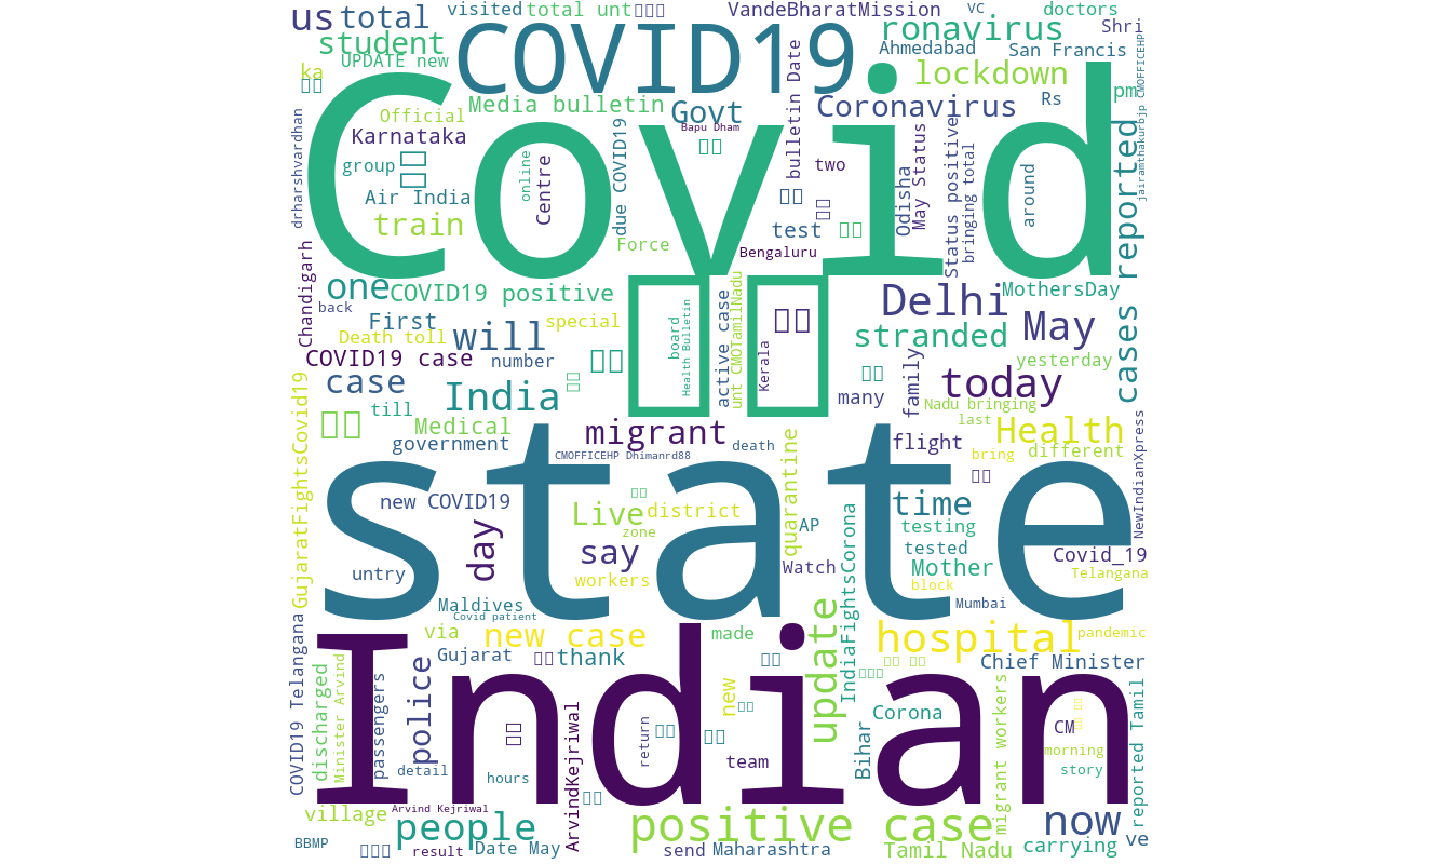 us
total
visited
total unt
VandeBharatMission
VC
doctors
student
COVID19
ronavirus
Shri
Ahmedabad
San Francis
UPDATE new
ka
lockdown
Official
Media bulletin
Govt
bulletin Date
Coronavirus
Rs
pm
CMOFFICEHP
jairamthakurbjp
drharshvardhan
Karnataka
Bapu Dham
Covid
group
online
Centre
due COVID19
two
Odisha
May Status
Status positive
bringing total
around
cases reported
Air India
train
test
Force
Bengaluru
Chandigarh
one
COVID19 positive
back
First
will
special
Death toll
Delhi
MothersDay
May
stranded
board
Health Bulletin
active case
unt CMOTamilNadu
Kerala
COVID19 case
number
yesterday
case
India
many
family
today
Nadu bringing
last
till
Medical
migrant
GujaratFightsCovid19
government
CMOFFICEHP Dhimanrd88
death
flight
Health
bring
different
NewIndianXpress
state
quarantine
new COVID19
day
Live
district
zone
AP
time
testing
tested
say
Watch
Covid_19
untry
workers
Mother
Telangana
block
Mumbai
IndiaFightsCorona
Maldives
Covid patient
via
new case
made
update
hospital
pandemic
Gujarat
thank
Chief Minister
COVID19 Telangana
discharged
Minister Arvind
passengers
police
Indian
new
Corona
CM
migrant workers
reported Tamil
Bihar
return
team
morning
story
detail
hours
ArvindKejriwal
Arvind Kejriwal
village
people
positive case
now
ve
BBMP
result
Date May
send
Maharashtra
Tamil Nadu
carrying